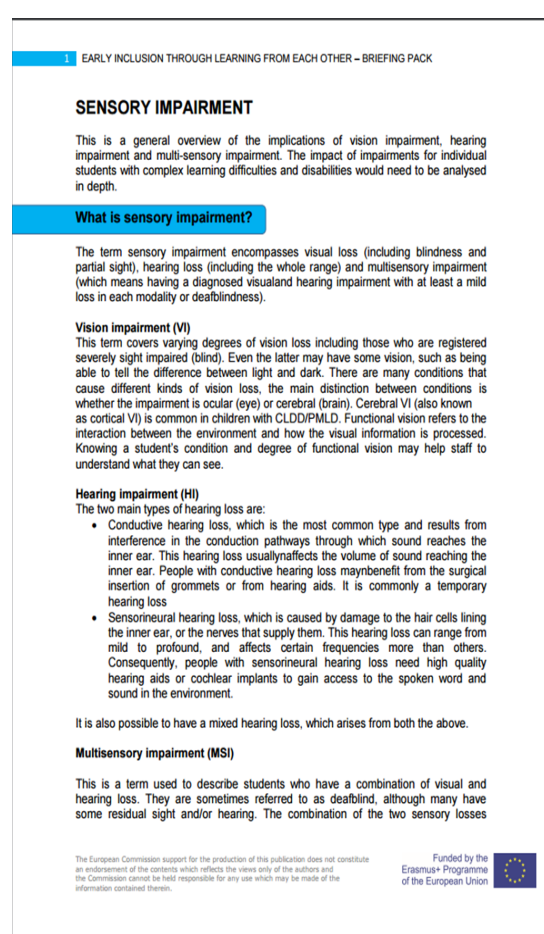 1 EARLY INCLUSION THROUGH LEARNING FROM EACH OTHER – BRIEFING PACK
SENSORY IMPAIRMENT
This is a general overview of the implications of vision impairment, hearing
impairment and multi-sensory impairment. The impact of impairments for individual
students with complex learning difficulties and disabilities would need to be analysed
in depth.
What is sensory impairment?
The term sensory impairment encompasses visual loss (including blindness and
partial sight), hearing loss (including the whole range) and multisensory impairment
(which means having a diagnosed visualand hearing impairment with at least a mild
loss in each modality or deafblindness).
Vision impairment (VI)
This term covers varying degrees of vision loss including those who are registered
severely sight impaired (blind). Even the latter may have some vision, such as being
able to tell the difference between light and dark. There are many conditions that
cause different kinds of vision loss, the main distinction between conditions is
whether the impairment is ocular (eye) or cerebral (brain). Cerebral VI (also known
as cortical VI) is common in children with CLDD/PMLD. Functional vision refers to the
interaction between the environment and how the visual information is processed.
Knowing a student's condition and degree of functional vision may help staff to
understand what they can see.
Hearing impairment (HI)
The two main types of hearing loss are:
• Conductive hearing loss, which is the most common type and results from
interference in the conduction pathways through which sound reaches the
inner ear. This hearing loss usuallynaffects the volume of sound reaching the
inner ear. People with conductive hearing loss maynbenefit from the surgical
insertion of grommets or from hearing aids. It is commonly a temporary
hearing loss
• Sensorineural hearing loss, which is caused by damage to the hair cells lining
the inner ear, or the nerves that supply them. This hearing loss can range from
mild to profound, and affects certain frequencies more than others.
Consequently, people with sensorineural hearing loss need high quality
hearing aids or cochlear implants to gain access to the spoken word and
sound in the environment.
It is also possible to have a mixed hearing loss, which arises from both the above.
Multisensory impairment (MSI)
This is a term used to describe students who have a combination of visual and
hearing loss. They are sometimes referred to as deafblind, although many have
some residual sight and/or hearing. The combination of the two sensory losses
The European Commission support for the production of this publication does not constitute
an endorsement of the contents which reflects the views only of the authors and
the Commission cannot be held responsible for any use which may be made of the
information contained therein.
Funded by the
Erasmus+ Programme
of the European Union